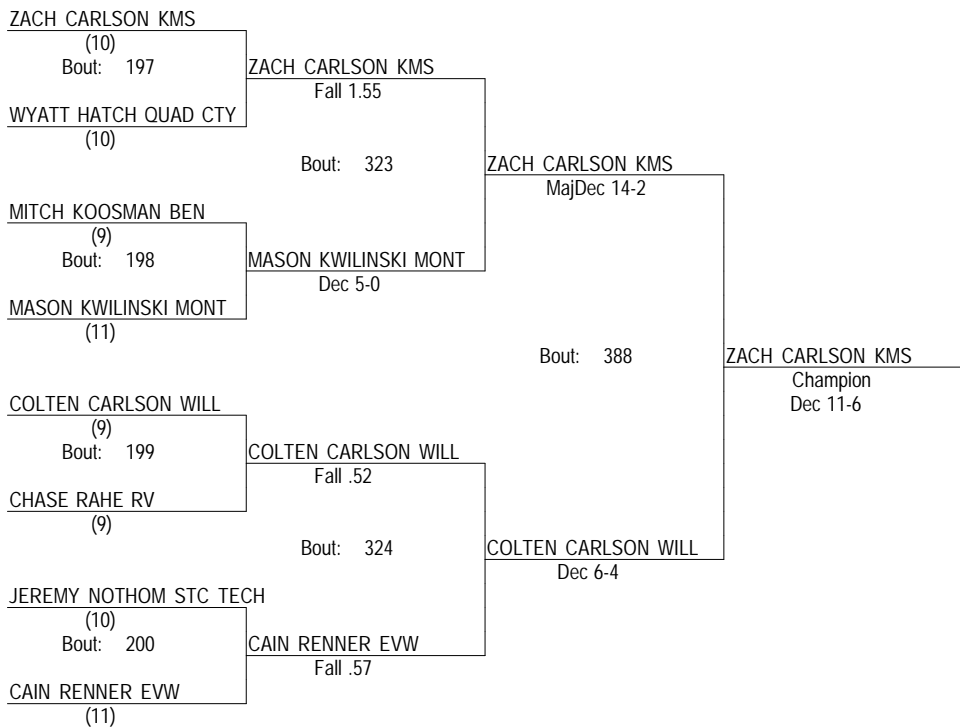 ZACH CARLSON KMS
(10)
Bout: 197
ZACH CARLSON KMS
Fall 1.55
WYATT HATCH QUAD CTY
(10)
Bout: 323
ZACH CARLSON KMS
MajDec 14-2
MITCH KOOSMAN BEN
(9)
Bout: 198
MASON KWILINSKI MONT
Dec 5-0
MASON KWILINSKI MONT
(11)
Bout: 388
ZACH CARLSON KMS
Champion
Dec 11-6
COLTEN CARLSON WILL
(9)
Bout: 199
COLTEN CARLSON WILL
Fall .52
CHASE RAHE RV
(9)
Bout: 324
COLTEN CARLSON WILL
Dec 6-4
JEREMY NOTHOM STC TECH
(10)
Bout: 200
CAIN RENNER EVW
Fall .57
CAIN RENNER EVW
(11)